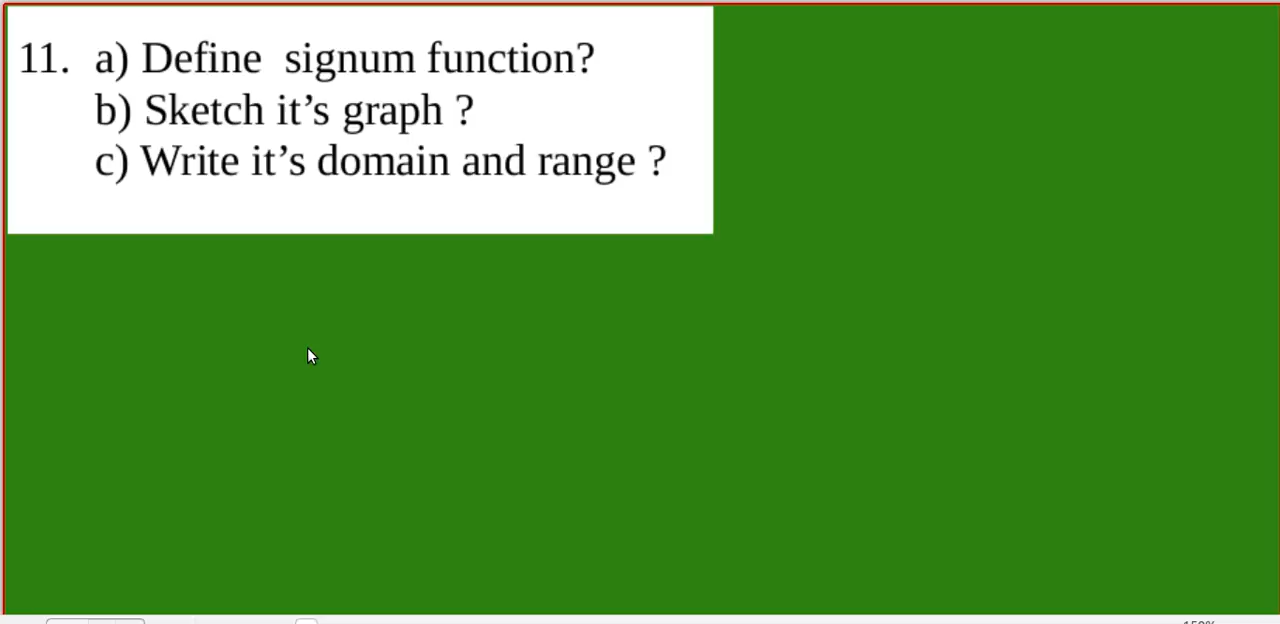 11. a) Define signum function?
b) Sketch it’s graph ?
c) Write it’s domain and range ?